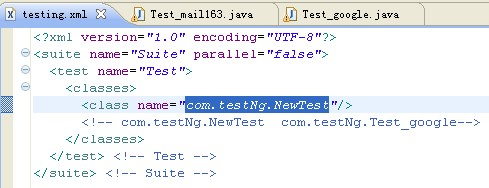 testing.xml Test_mail163.java Test_google.java
<?xml version="1.0" encoding="UTF-8"?>
<suite name="Suite" parallel="false">
<test name="Test">
<classes>
<class name="com.testNg.NewTest"/>
<!-- com.testNg.NewTest  com.testNg.Test_google-->
</classes>
</test> <!-- Test -->
</suite> <!-- Suite -->